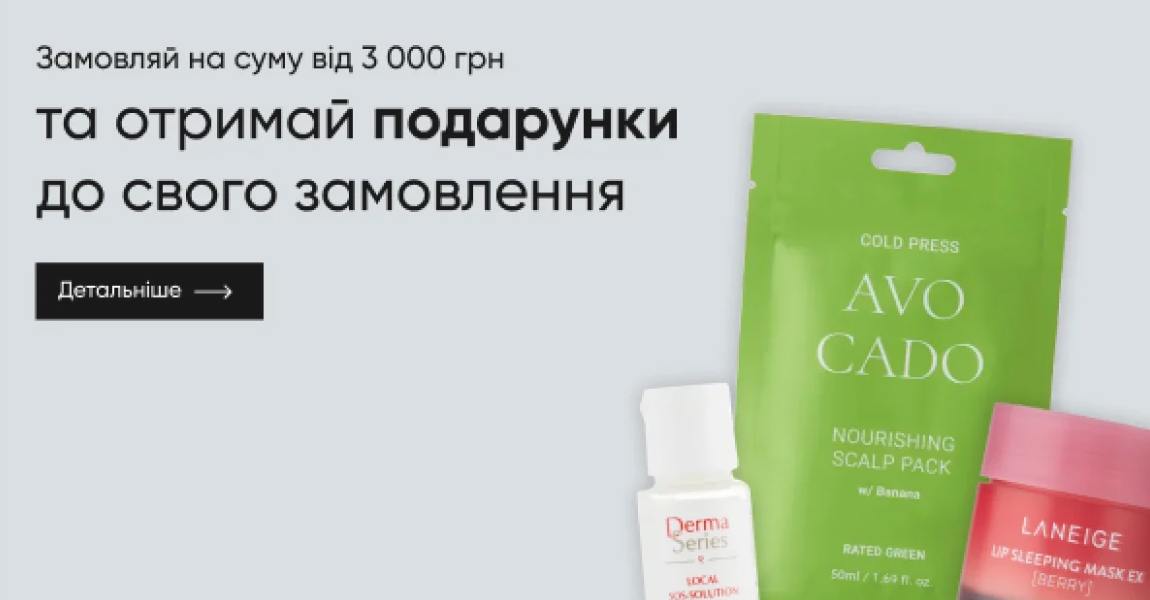 Замовляй на суму від 3 000 грн
та отримай подарунки
до свого замовлення
Детальніше
COLD PRESS
AVO
CADO
NOURISHING
SCALP PACK
w/ Banana
RATED GREEN
50ml / 1.69 fl. oz.
Derma
Series
LOCAL
SOS-SOLUTION
LANEIGE
LIP SLEEPING MASK EX
[BERRY]